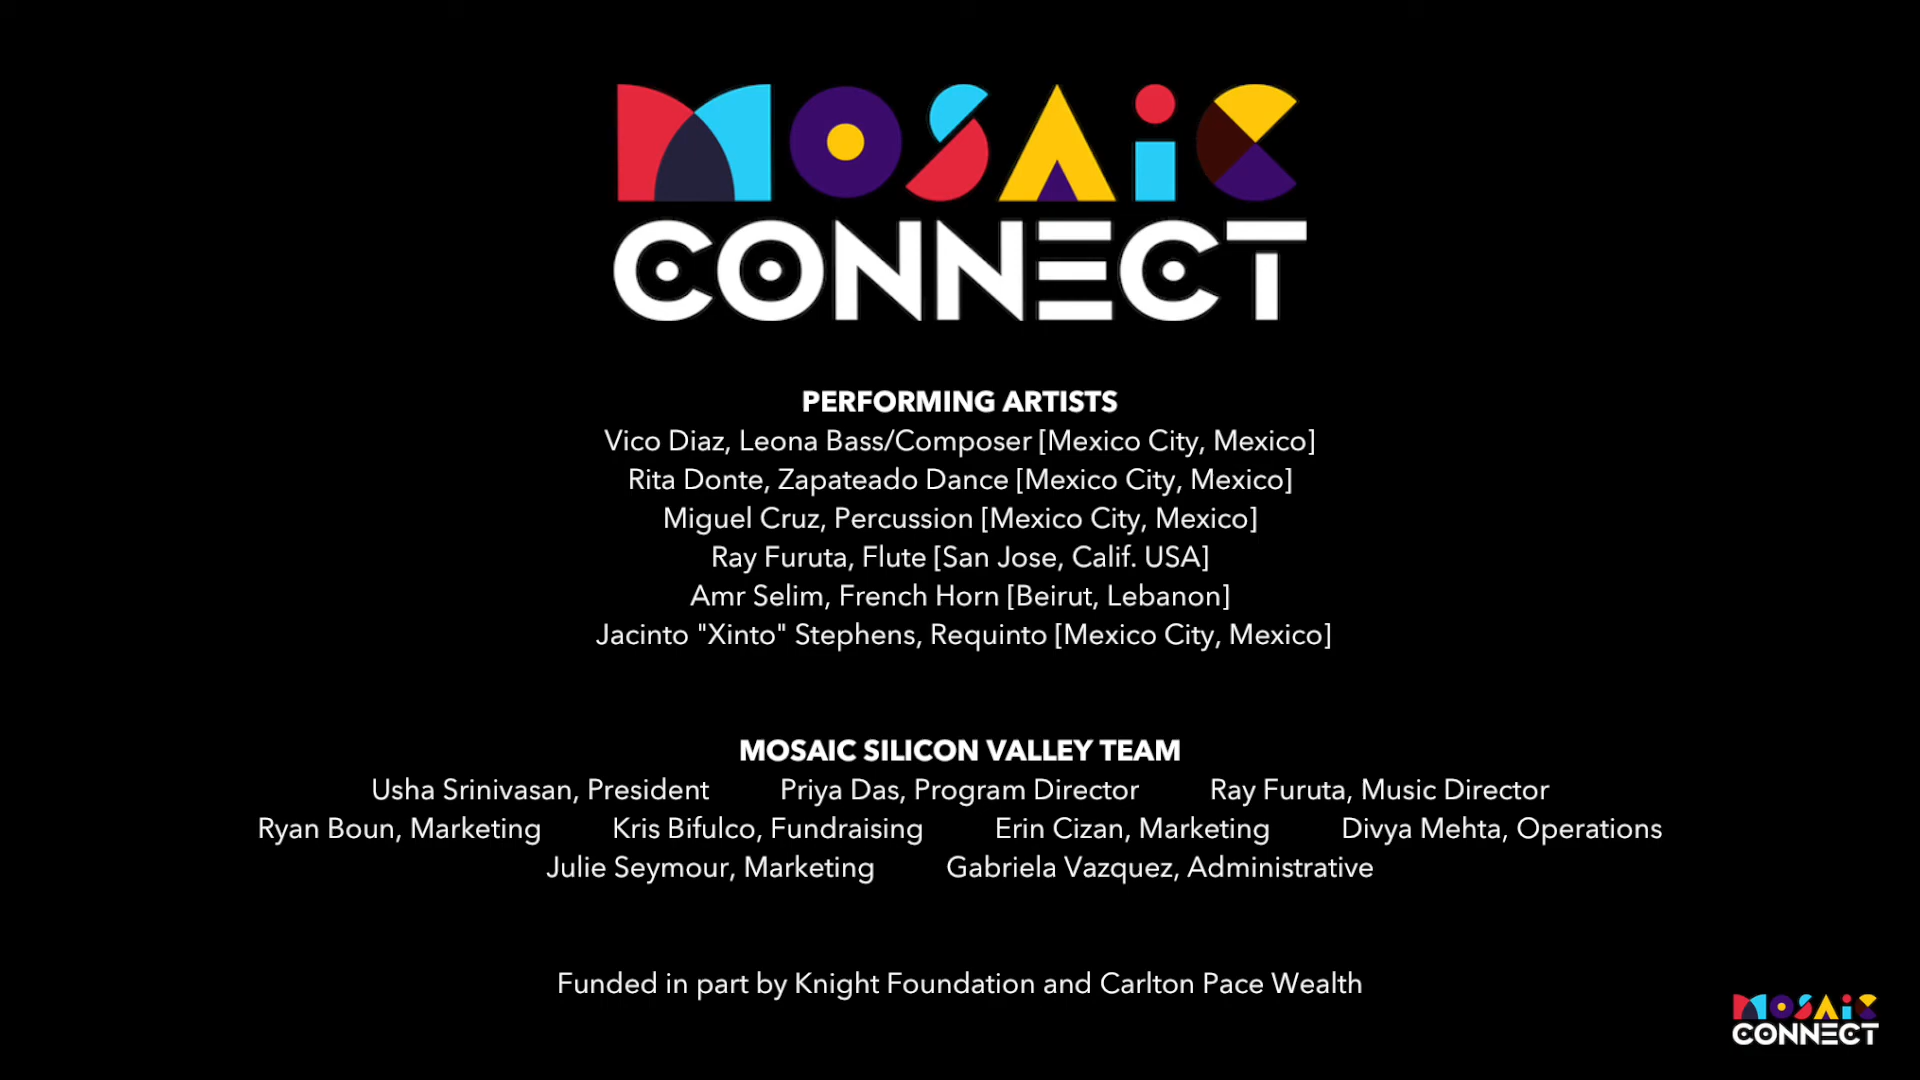 MOSAiC
CONNECT
PERFORMING ARTISTS
Vico Diaz, Leona Bass/Composer [Mexico City, Mexico]
Rita Donte, Zapateado Dance [Mexico City, Mexico]
Miguel Cruz, Percussion [Mexico City, Mexico]
Ray Furuta, Flute [San Jose, Calif. USA]
Amr Selim, French Horn [Beirut, Lebanon]
Jacinto "Xinto" Stephens, Requinto [Mexico City, Mexico]
MOSAIC SILICON VALLEY TEAM
Usha Srinivasan, President Priya Das, Program Director Ray Furuta, Music Director
Ryan Boun, Marketing Kris Bifulco, Fundraising Erin Cizan, Marketing Divya Mehta, Operations
Julie Seymour, Marketing Gabriela Vazquez, Administrative
Funded in part by Knight Foundation and Carlton Pace Wealth
MOSAiC
CONNECT